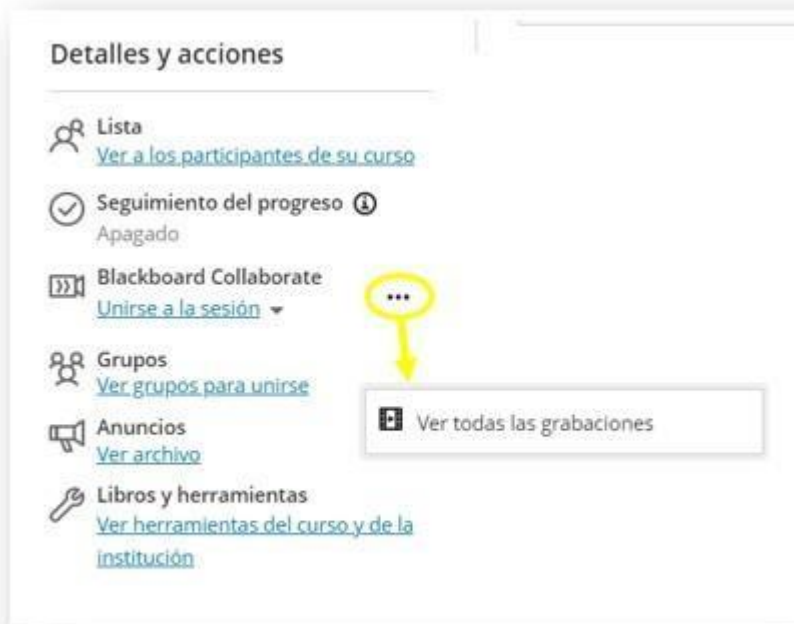 Detalles y acciones
Lista
Ver a los participantes de su curso
Seguimiento del progreso
Apagado
Blackboard Collaborate
Unirse a la sesión
Grupos
Ver grupos para unirse
Ver todas las grabaciones
Anuncios
Ver archivo
Libros y herramientas
Ver herramientas del curso y de la
institución